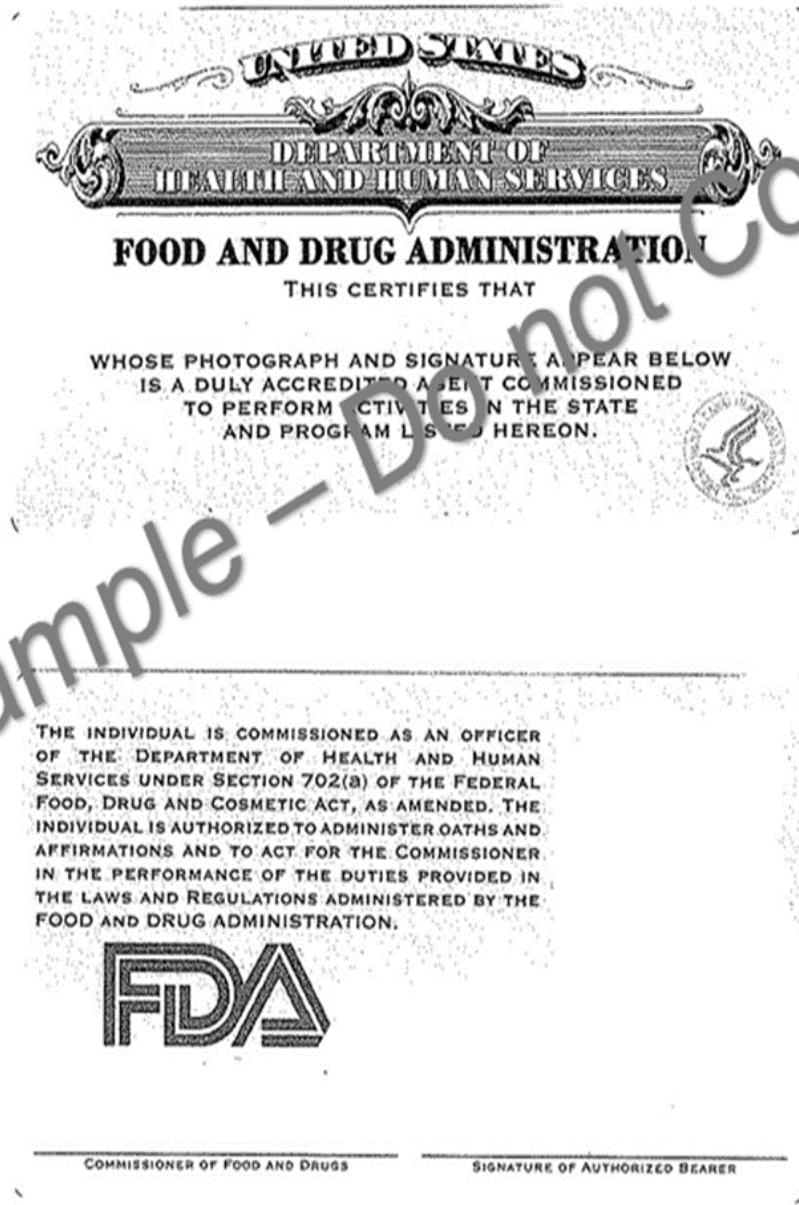 UNITED STATES
DEPARTMENT OF
HEALTH AND HUMAN SERVICES
FOOD AND DRUG ADMINISTRATION
THIS CERTIFIES THAT
WHOSE PHOTOGRAPH AND SIGNATURE APPEAR BELOW
IS A DULY ACCREDITED AGENT COMMISSIONED
TO PERFORM ACTIVITIES IN THE STATE
AND PROGRAM LISTED HEREON.
ample – Do not Co
THE INDIVIDUAL IS COMMISSIONED AS AN OFFICER
OF THE DEPARTMENT OF HEALTH AND HUMAN
SERVICES UNDER SECTION 702(a) OF THE FEDERAL
FOOD, DRUG AND COSMETIC ACT, AS AMENDED. THE
INDIVIDUAL IS AUTHORIZED TO ADMINISTER OATHS AND
AFFIRMATIONS AND TO ACT FOR THE COMMISSIONER
IN THE PERFORMANCE OF THE DUTIES PROVIDED IN
THE LAWS AND REGULATIONS ADMINISTERED BY THE
FOOD AND DRUG ADMINISTRATION.
FDA
COMMISSIONER OF FOOD AND DRUGS
SIGNATURE OF AUTHORIZED BEARER